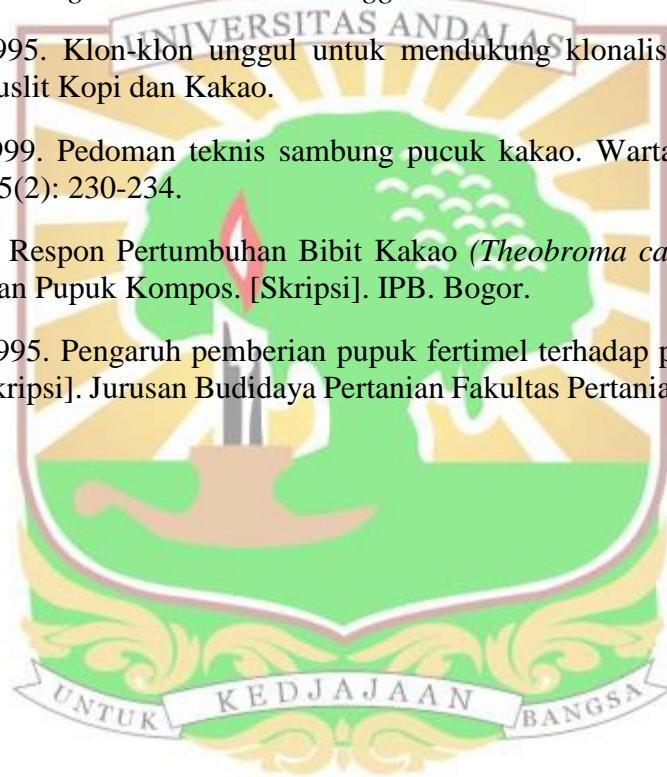 UNIVERSITAS ANDALAS
995. Klon-klon unggul untuk mendukung klonalis
uslit Kopi dan Kakao.
999. Pedoman teknis sambung pucuk kakao. Warta
5(2): 230-234.
Respon Pertumbuhan Bibit Kakao (Theobroma ca
an Pupuk Kompos. [Skripsi]. IPB. Bogor.
995. Pengaruh pemberian pupuk fertimel terhadap p
kripsi]. Jurusan Budidaya Pertanian Fakultas Pertania
UNTUK KEDJAJAAN BANGSA